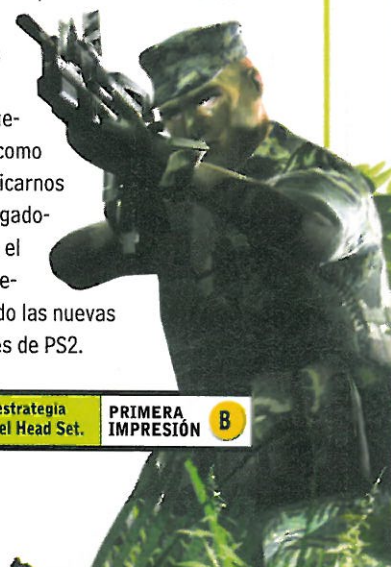 e-
como
icarnos
gado-
el
e-
do las nuevas
es de PS2.
estrategia
el Head Set.
PRIMERA
IMPRESIÓN
B